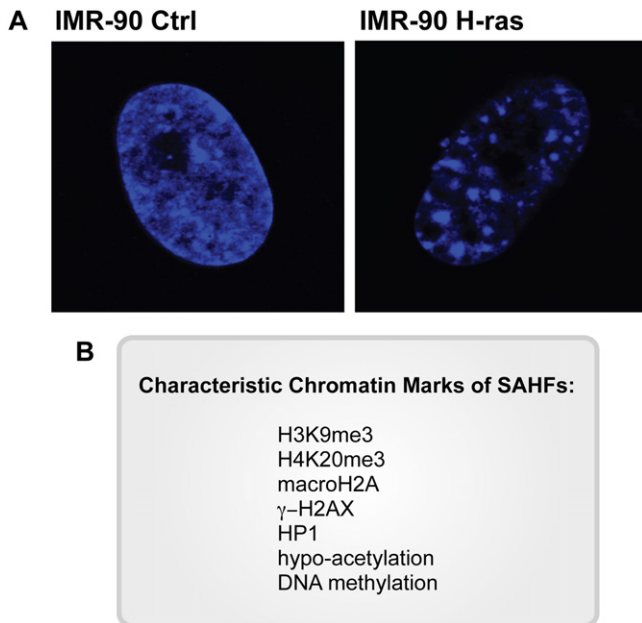 A IMR-90 Ctrl IMR-90 H-ras
B
Characteristic Chromatin Marks of SAHFs:
H3K9me3
H4K20me3
macroH2A
γ–H2AX
HP1
hypo-acetylation
DNA methylation